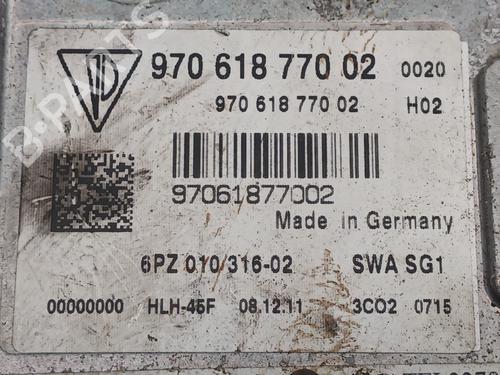 970 618 770 02 0020
970 618 770 02 H02
97061877002
Made in Germany
6PZ 010/316-02 SWA SG1
00000000 HLH-45F 08.12.11 3CO2 0715
B-PARTS